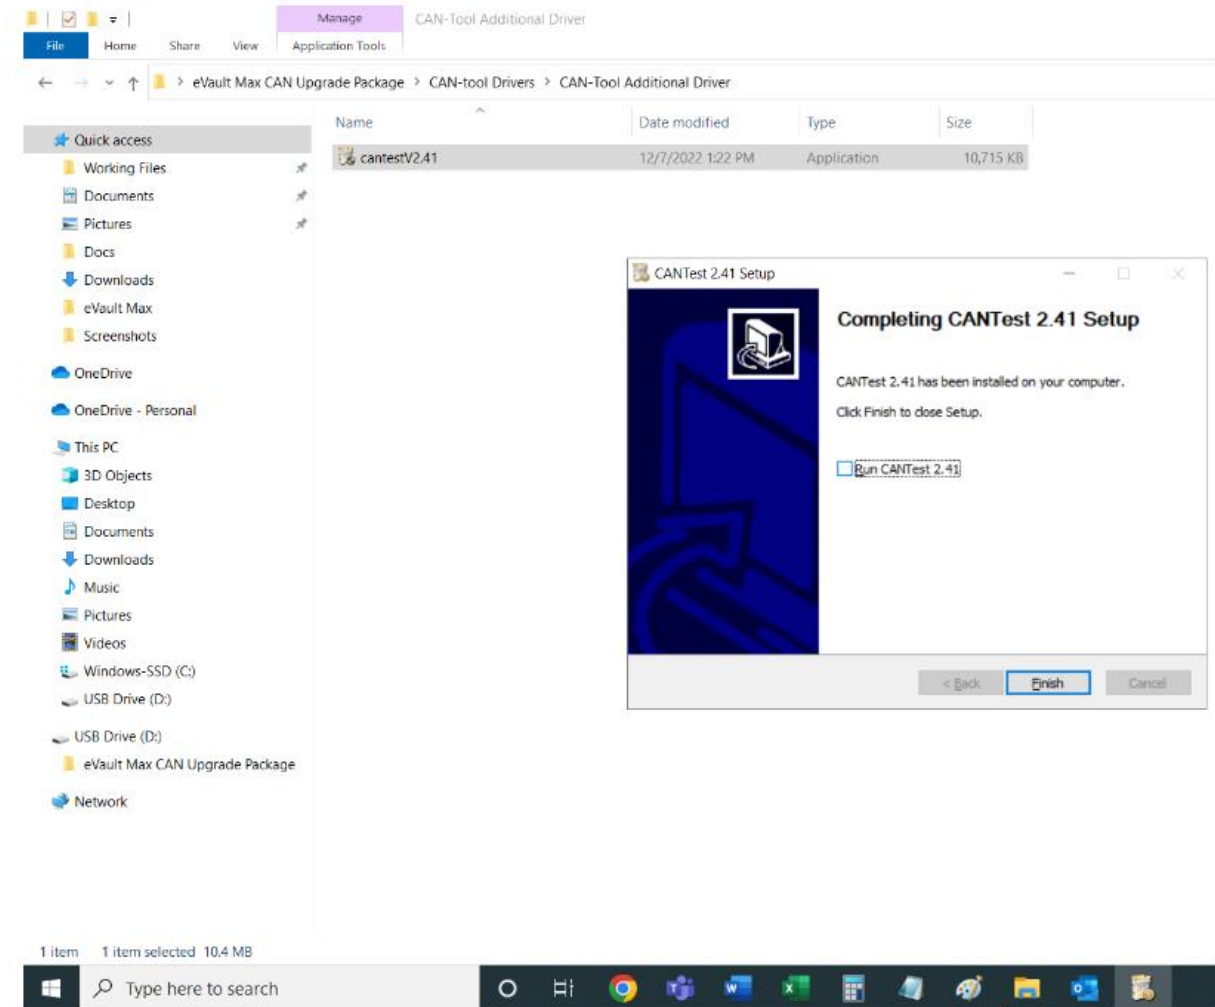 Manage CAN-Tool Additional Driver
File Home Share View Application Tools
eVault Max CAN Upgrade Package > CAN-tool Drivers > CAN-Tool Additional Driver
Name Date modified Type Size
Quick access
cantestV2.41 12/7/2022 1:22 PM Application 10,715 KB
Working Files
Documents
Pictures
Docs
Downloads
eVault Max
Screenshots
OneDrive
OneDrive - Personal
This PC
3D Objects
Desktop
Documents
Downloads
Music
Pictures
Videos
Windows-SSD (C:)
USB Drive (D:)
USB Drive (D:)
eVault Max CAN Upgrade Package
Network
CANTest 2.41 Setup
Completing CANTest 2.41 Setup
CANTest 2.41 has been installed on your computer.
Click Finish to close Setup.
Run CANTest 2.41
< Back Finish Cancel
1 item 1 item selected 10.4 MB
Type here to search